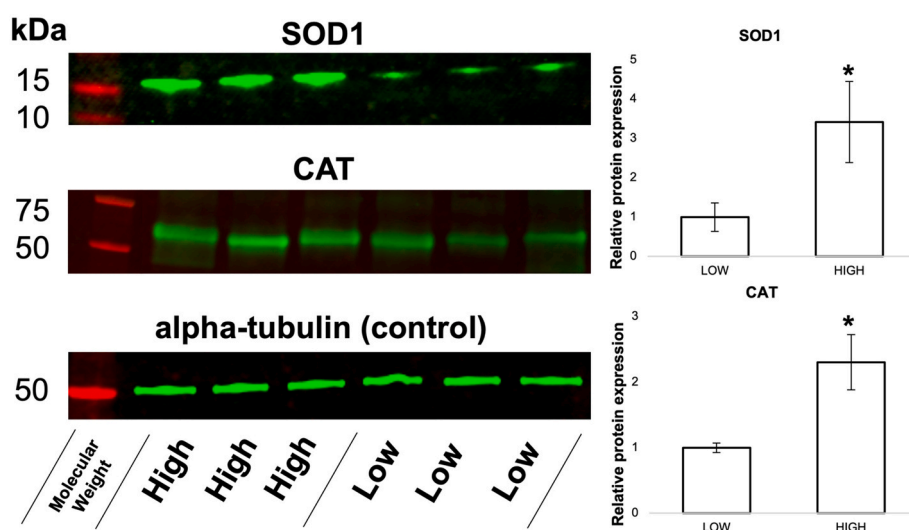 kDa
SOD1
15
10
CAT
75
50
alpha-tubulin (control)
50
Molecular
Weight
High
High
High
Low
Low
Low
SOD1
Relative protein expression
5
4
3
2
1
0
*
LOW
HIGH
CAT
Relative protein expression
3
2
1
0
*
LOW
HIGH